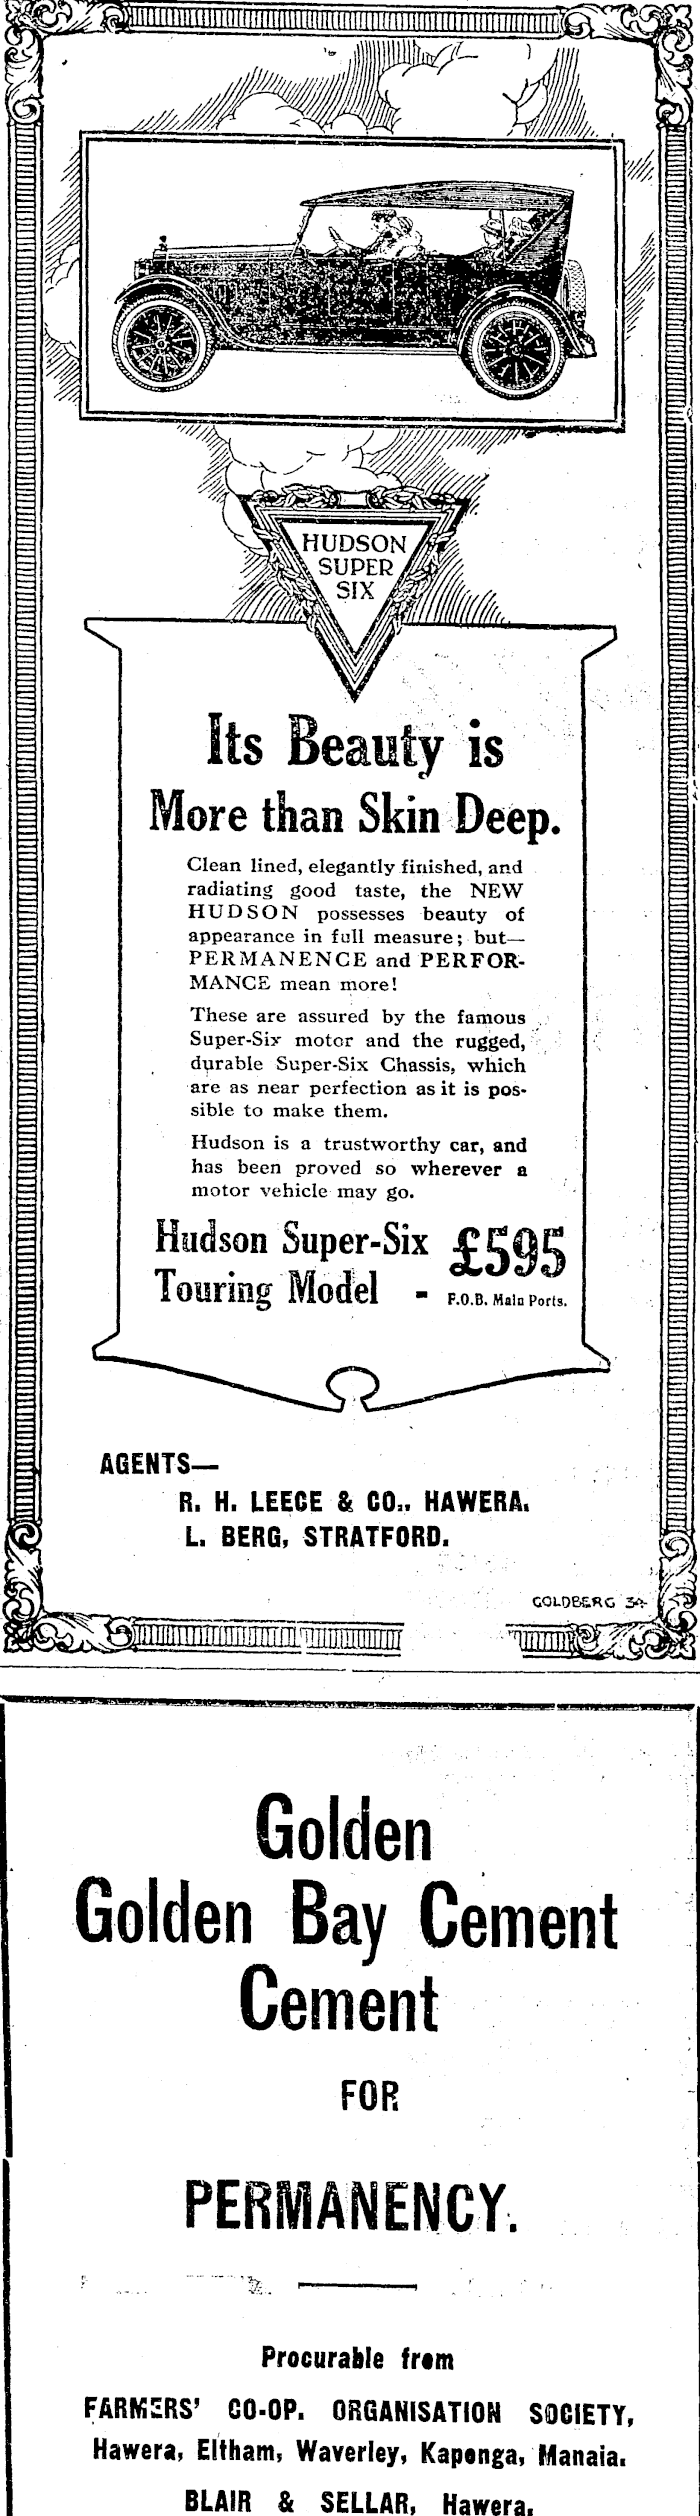 HUDSON
SUPER
SIX
Its Beauty is
More than Skin Deep.
Clean lined, elegantly finished, and
radiating good taste, the NEW
HUDSON possesses beauty of
appearance in full measure; but—
PERMANENCE and PERFOR-
MANCE mean more!
These are assured by the famous
Super-Six motor and the rugged,
durable Super-Six Chassis, which
are as near perfection as it is pos-
sible to make them.
Hudson is a trustworthy car, and
has been proved so wherever a
motor vehicle may go.
Hudson Super-Six £595
Touring Model - F.O.B. Main Ports.
AGENTS—
R. H. LEECE & CO., HAWERA.
L. BERG, STRATFORD.
GOLDBERG 34
Golden
Golden Bay Cement
Cement
FOR
PERMANENCY.
Procurable from
FARMERS' CO-OP. ORGANISATION SOCIETY,
Hawera, Eltham, Waverley, Kaponga, Manaia.
BLAIR & SELLAR, Hawera.